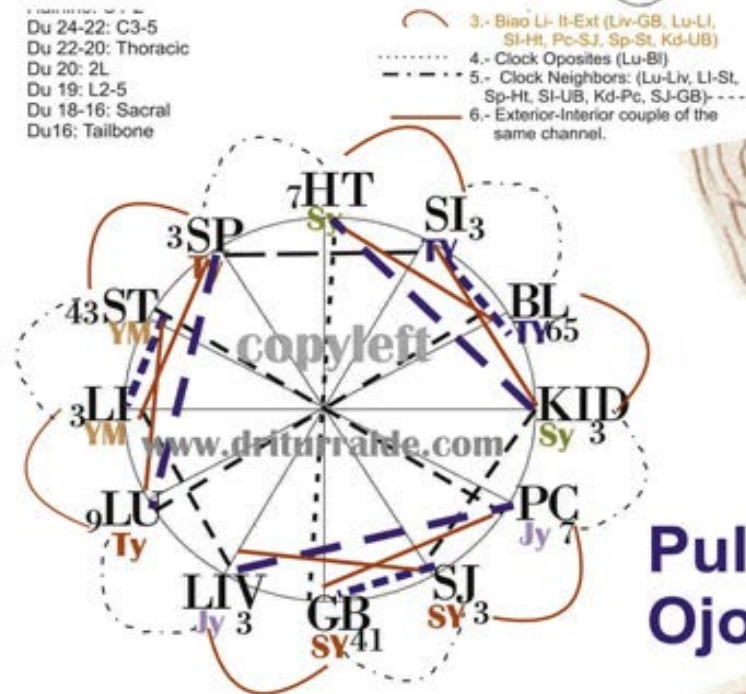 Du 24-22: C3-5
Du 22-20: Thoracic
Du 20: 2L
Du 19: L2-5
Du 18-16: Sacral
Du16: Tailbone
3.- Biao Li- It-Ext (Liv-GB, Lu-LI,
SI-Ht, Pc-SJ, Sp-St, Kd-UB)
4.- Clock Oposites (Lu-Bl)
5.- Clock Neighbors: (Lu-Liv, LI-St,
Sp-Ht, SI-UB, Kd-Pc, SJ-GB)
6.- Exterior-Interior couple of the
same channel.
7HT
Sy
SI3
TY
3SP
43ST
YM
BL
TY65
copyleft
3LI
YM
KID
Sy 3
www.driturralde.com
9LU
Ty
PC
Jy 7
LIV
Jy 3
GB
SY41
SJ
SY 3
Pul
Ojo